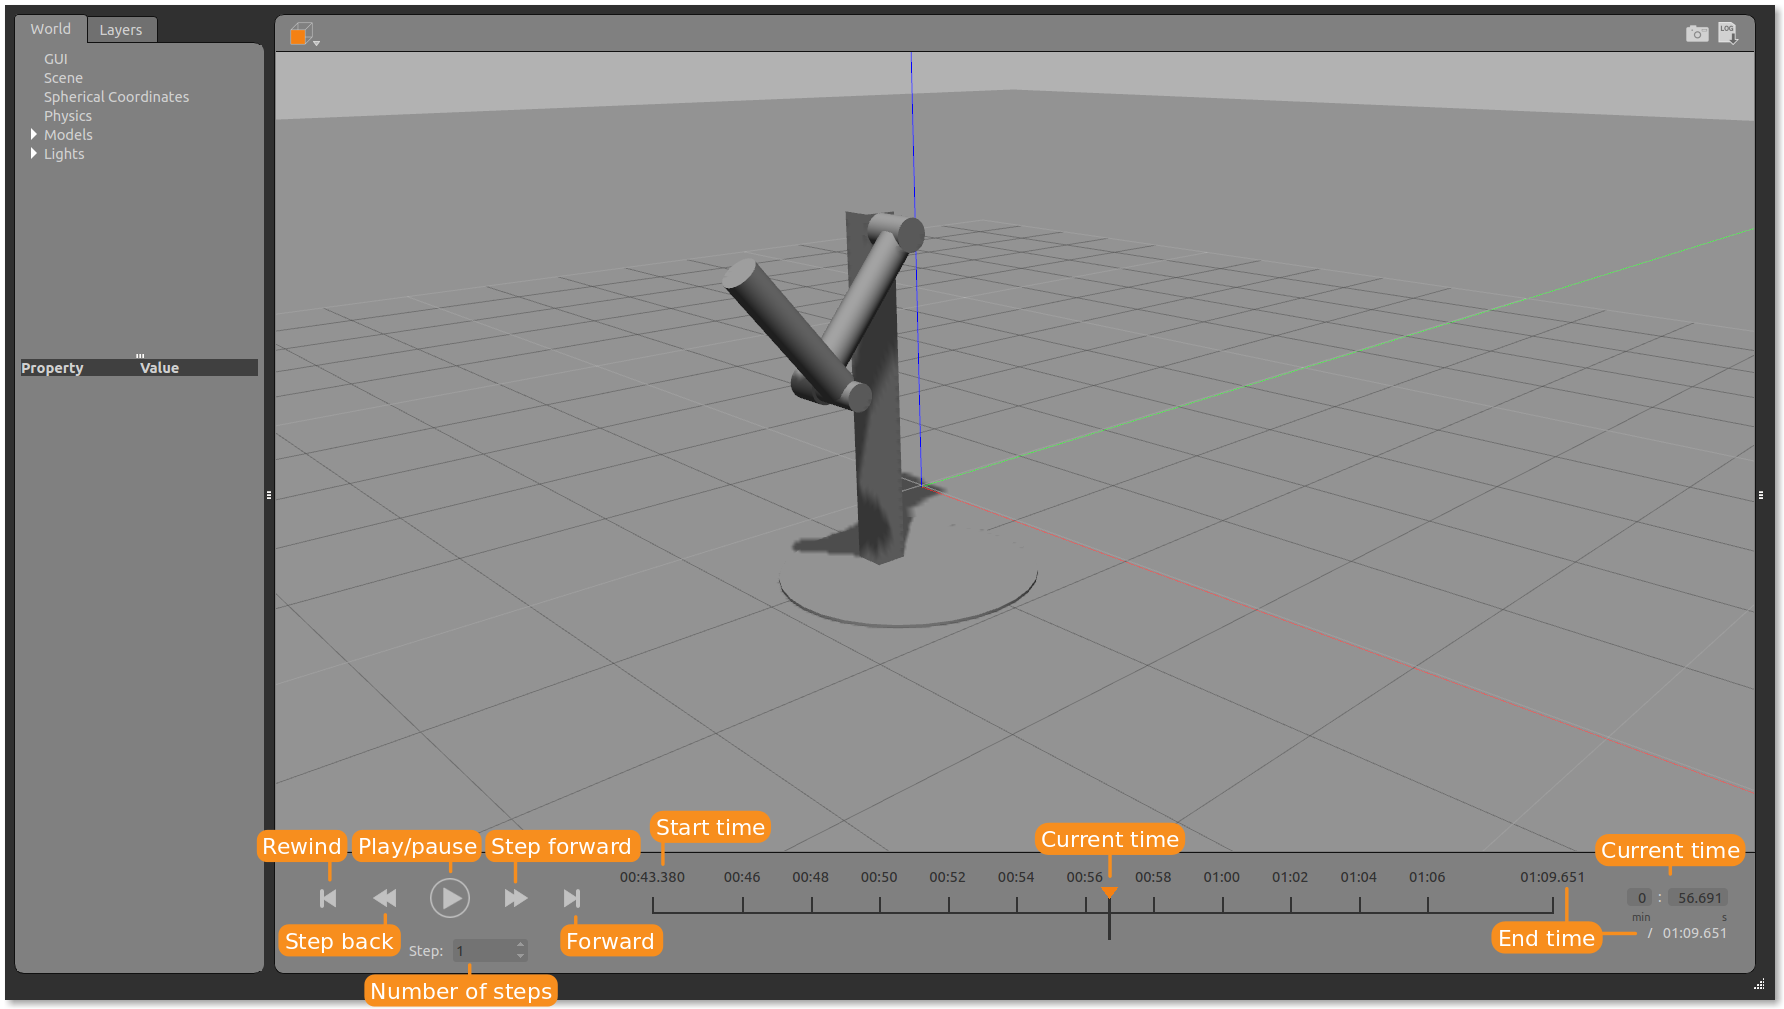 World
Layers
LOG
GUI
Scene
Spherical Coordinates
Physics
Models
Lights
Property Value
Start time
Rewind Play/pause Step forward
Current time
Current time
00:43.380 00:46 00:48 00:50 00:52 00:54 00:56 00:58 01:00 01:02 01:04 01:06 01:09.651
0 : 56.691
min s
/ 01:09.651
Step back
Forward
End time
Step: 1
Number of steps